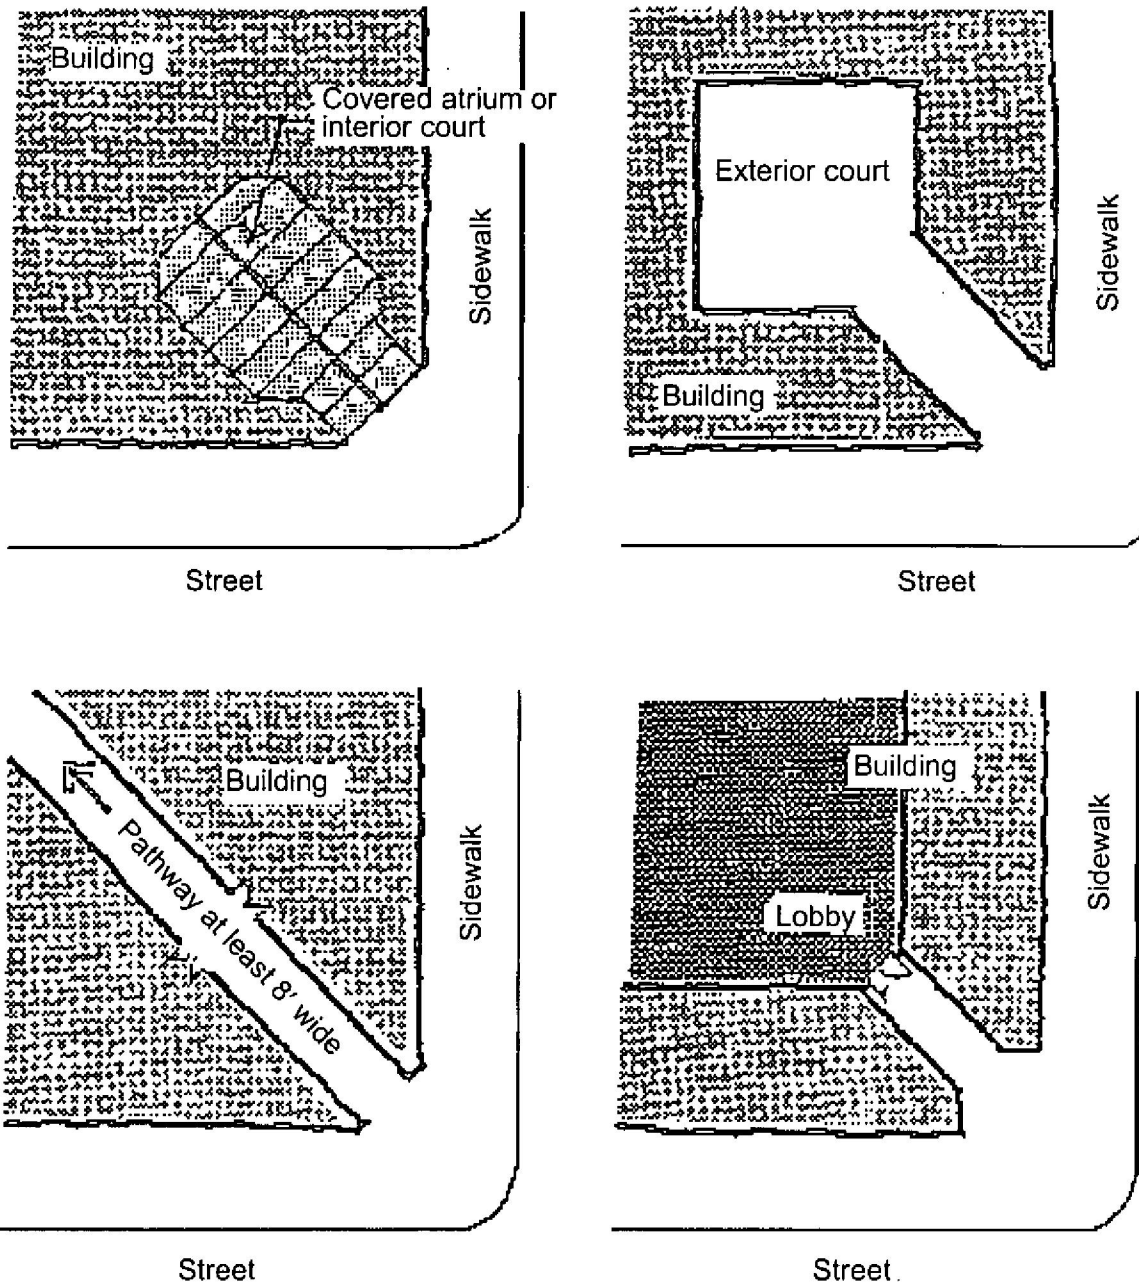 Building
Covered atrium or
interior court
Sidewalk
Street
Exterior court
Building
Sidewalk
Street
Building
Pathway at least 8' wide
Sidewalk
Street
Building
Lobby
Sidewalk
Street